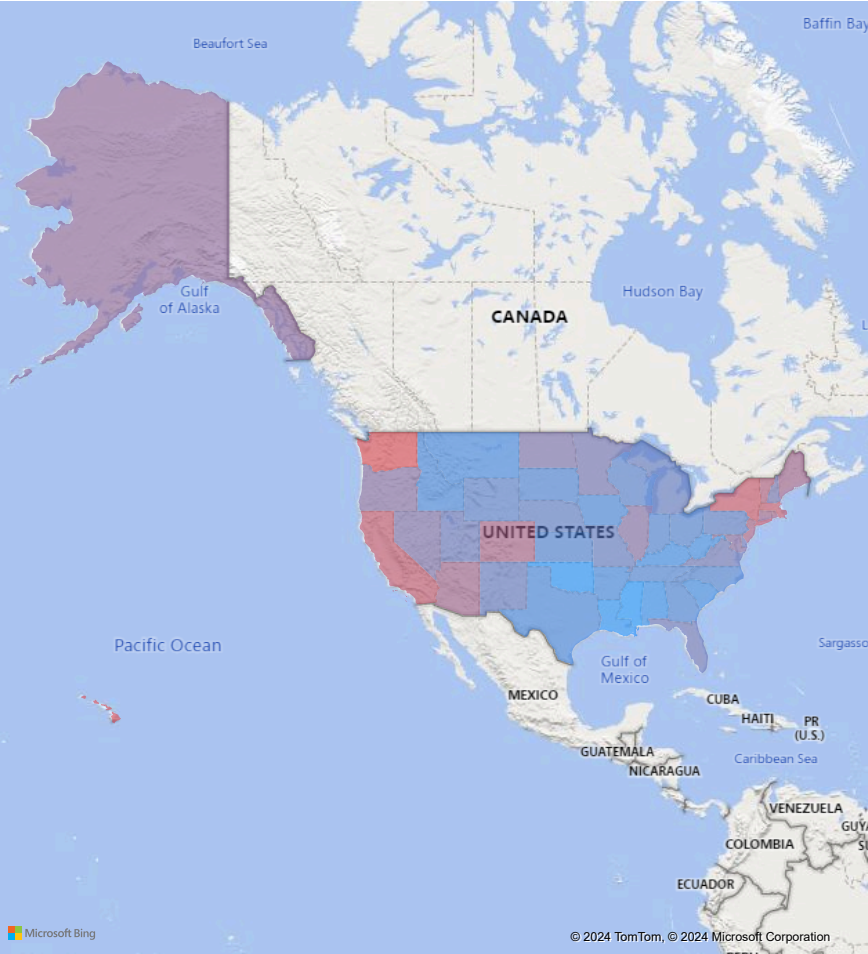 Baffin Bay
Beaufort Sea
Gulf
of Alaska
Hudson Bay
CANADA
UNITED STATES
Pacific Ocean
Sargasso
Gulf of
Mexico
MEXICO
CUBA
HAITI
PR
(U.S.)
GUATEMALA
Caribbean Sea
NICARAGUA
VENEZUELA
GUYA
COLOMBIA
ECUADOR
Microsoft Bing
© 2024 TomTom, © 2024 Microsoft Corporation